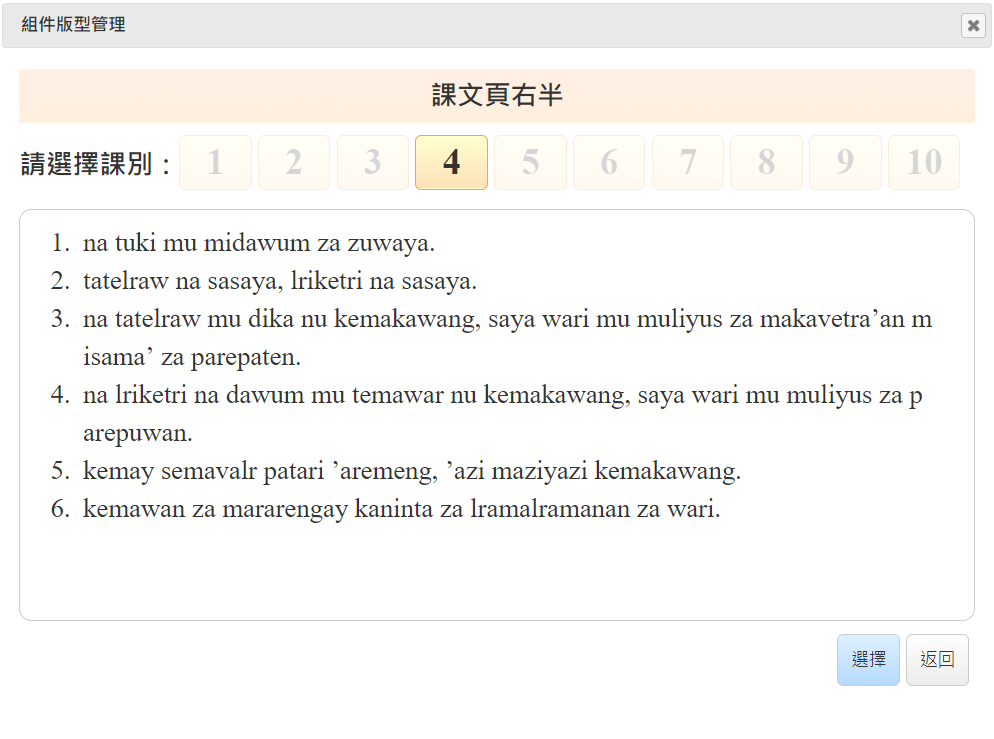 組件版型管理
課文頁右半
請選擇課別：1 2 3 4 5 6 7 8 9 10
1. na tuki mu midawum za zuwaya.
2. tatelraw na sasaya, lriketri na sasaya.
3. na tatelraw mu dika nu kemakawang, saya wari mu muliyus za makavetra’an m
isama’ za parepaten.
4. na lriketri na dawum mu temawar nu kemakawang, saya wari mu muliyus za p
arepuwan.
5. kemay semavalr patari ’aremeng, ’azi maziyazi kemakawang.
6. kemawan za mararengay kaninta za lramalramanan za wari.
選擇 返回